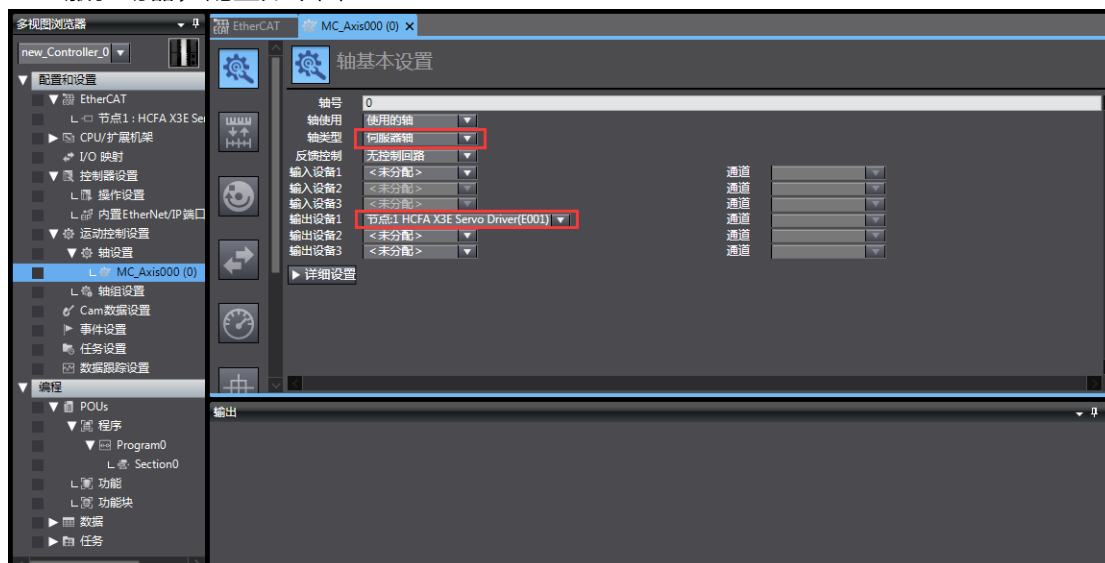 多视图浏览器
new_Controller_0
配置和设置
EtherCAT
节点1 : HCFA X3E Se
CPU/扩展机架
I/O 映射
控制器设置
操作设置
内置EtherNet/IP端口
运动控制设置
轴设置
MC_Axis000 (0)
轴组设置
Cam数据设置
事件设置
任务设置
数据跟踪设置
编程
POUs
程序
Program0
Section0
功能
功能块
数据
任务
EtherCAT
MC_Axis000 (0)
轴基本设置
轴号 0
轴使用 使用的轴
轴类型 伺服器轴
反馈控制 无控制回路
输入设备1 <未分配> 通道
输入设备2 <未分配> 通道
输入设备3 <未分配> 通道
输出设备1 节点:1 HCFA X3E Servo Driver(E001) 通道
输出设备2 <未分配> 通道
输出设备3 <未分配> 通道
详细设置
输出